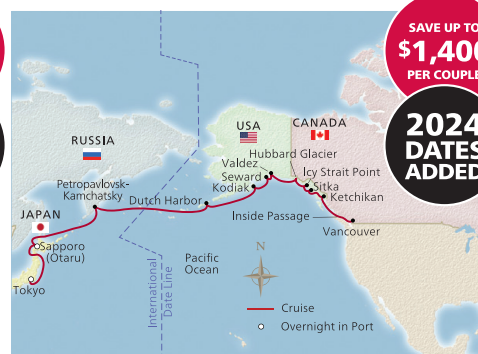 SAVE UP TO
$1,400
PER COUPLE
2024
DATES
ADDED
RUSSIA
USA
CANADA
Hubbard Glacier
Valdez
Seward
Kodiak
Icy Strait Point
Sitka
Ketchikan
Petropavlovsk-
Kamchatsky
Dutch Harbor
Inside Passage
Vancouver
JAPAN
Sapporo
(Otaru)
Tokyo
International
Date Line
Pacific
Ocean
N
Cruise
Overnight in Port